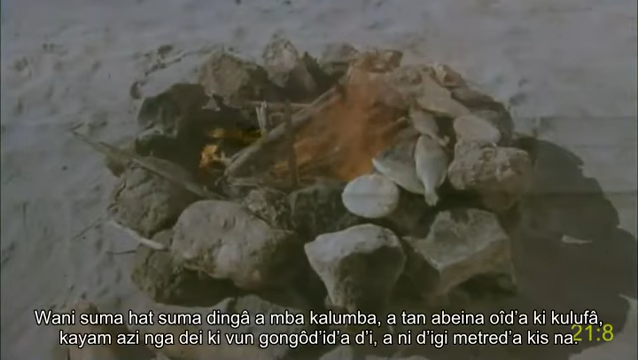 Wani suma hat suma dingâ a mba kalumba, a tan abeina oîd'a ki kulufâ,
kayam azi nga dei ki vun gongôd'id'a d'i, a ni d'igi metred'a kis na.
21:8